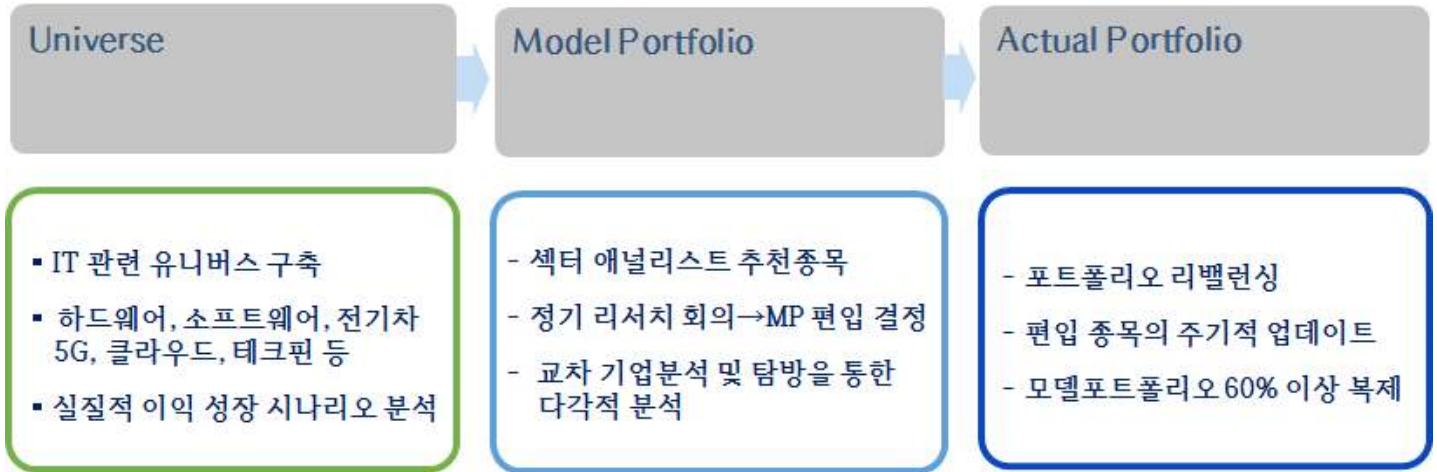 Universe
Model Portfolio
Actual Portfolio
▪ IT 관련 유니버스 구축
▪ 하드웨어, 소프트웨어, 전기차
5G, 클라우드, 테크핀 등
▪ 실질적 이익 성장 시나리오 분석
- 섹터 애널리스트 추천종목
- 정기 리서치 회의→MP 편입 결정
- 교차 기업분석 및 탐방을 통한
다각적 분석
- 포트폴리오 리밸런싱
- 편입 종목의 주기적 업데이트
- 모델포트폴리오 60% 이상 복제